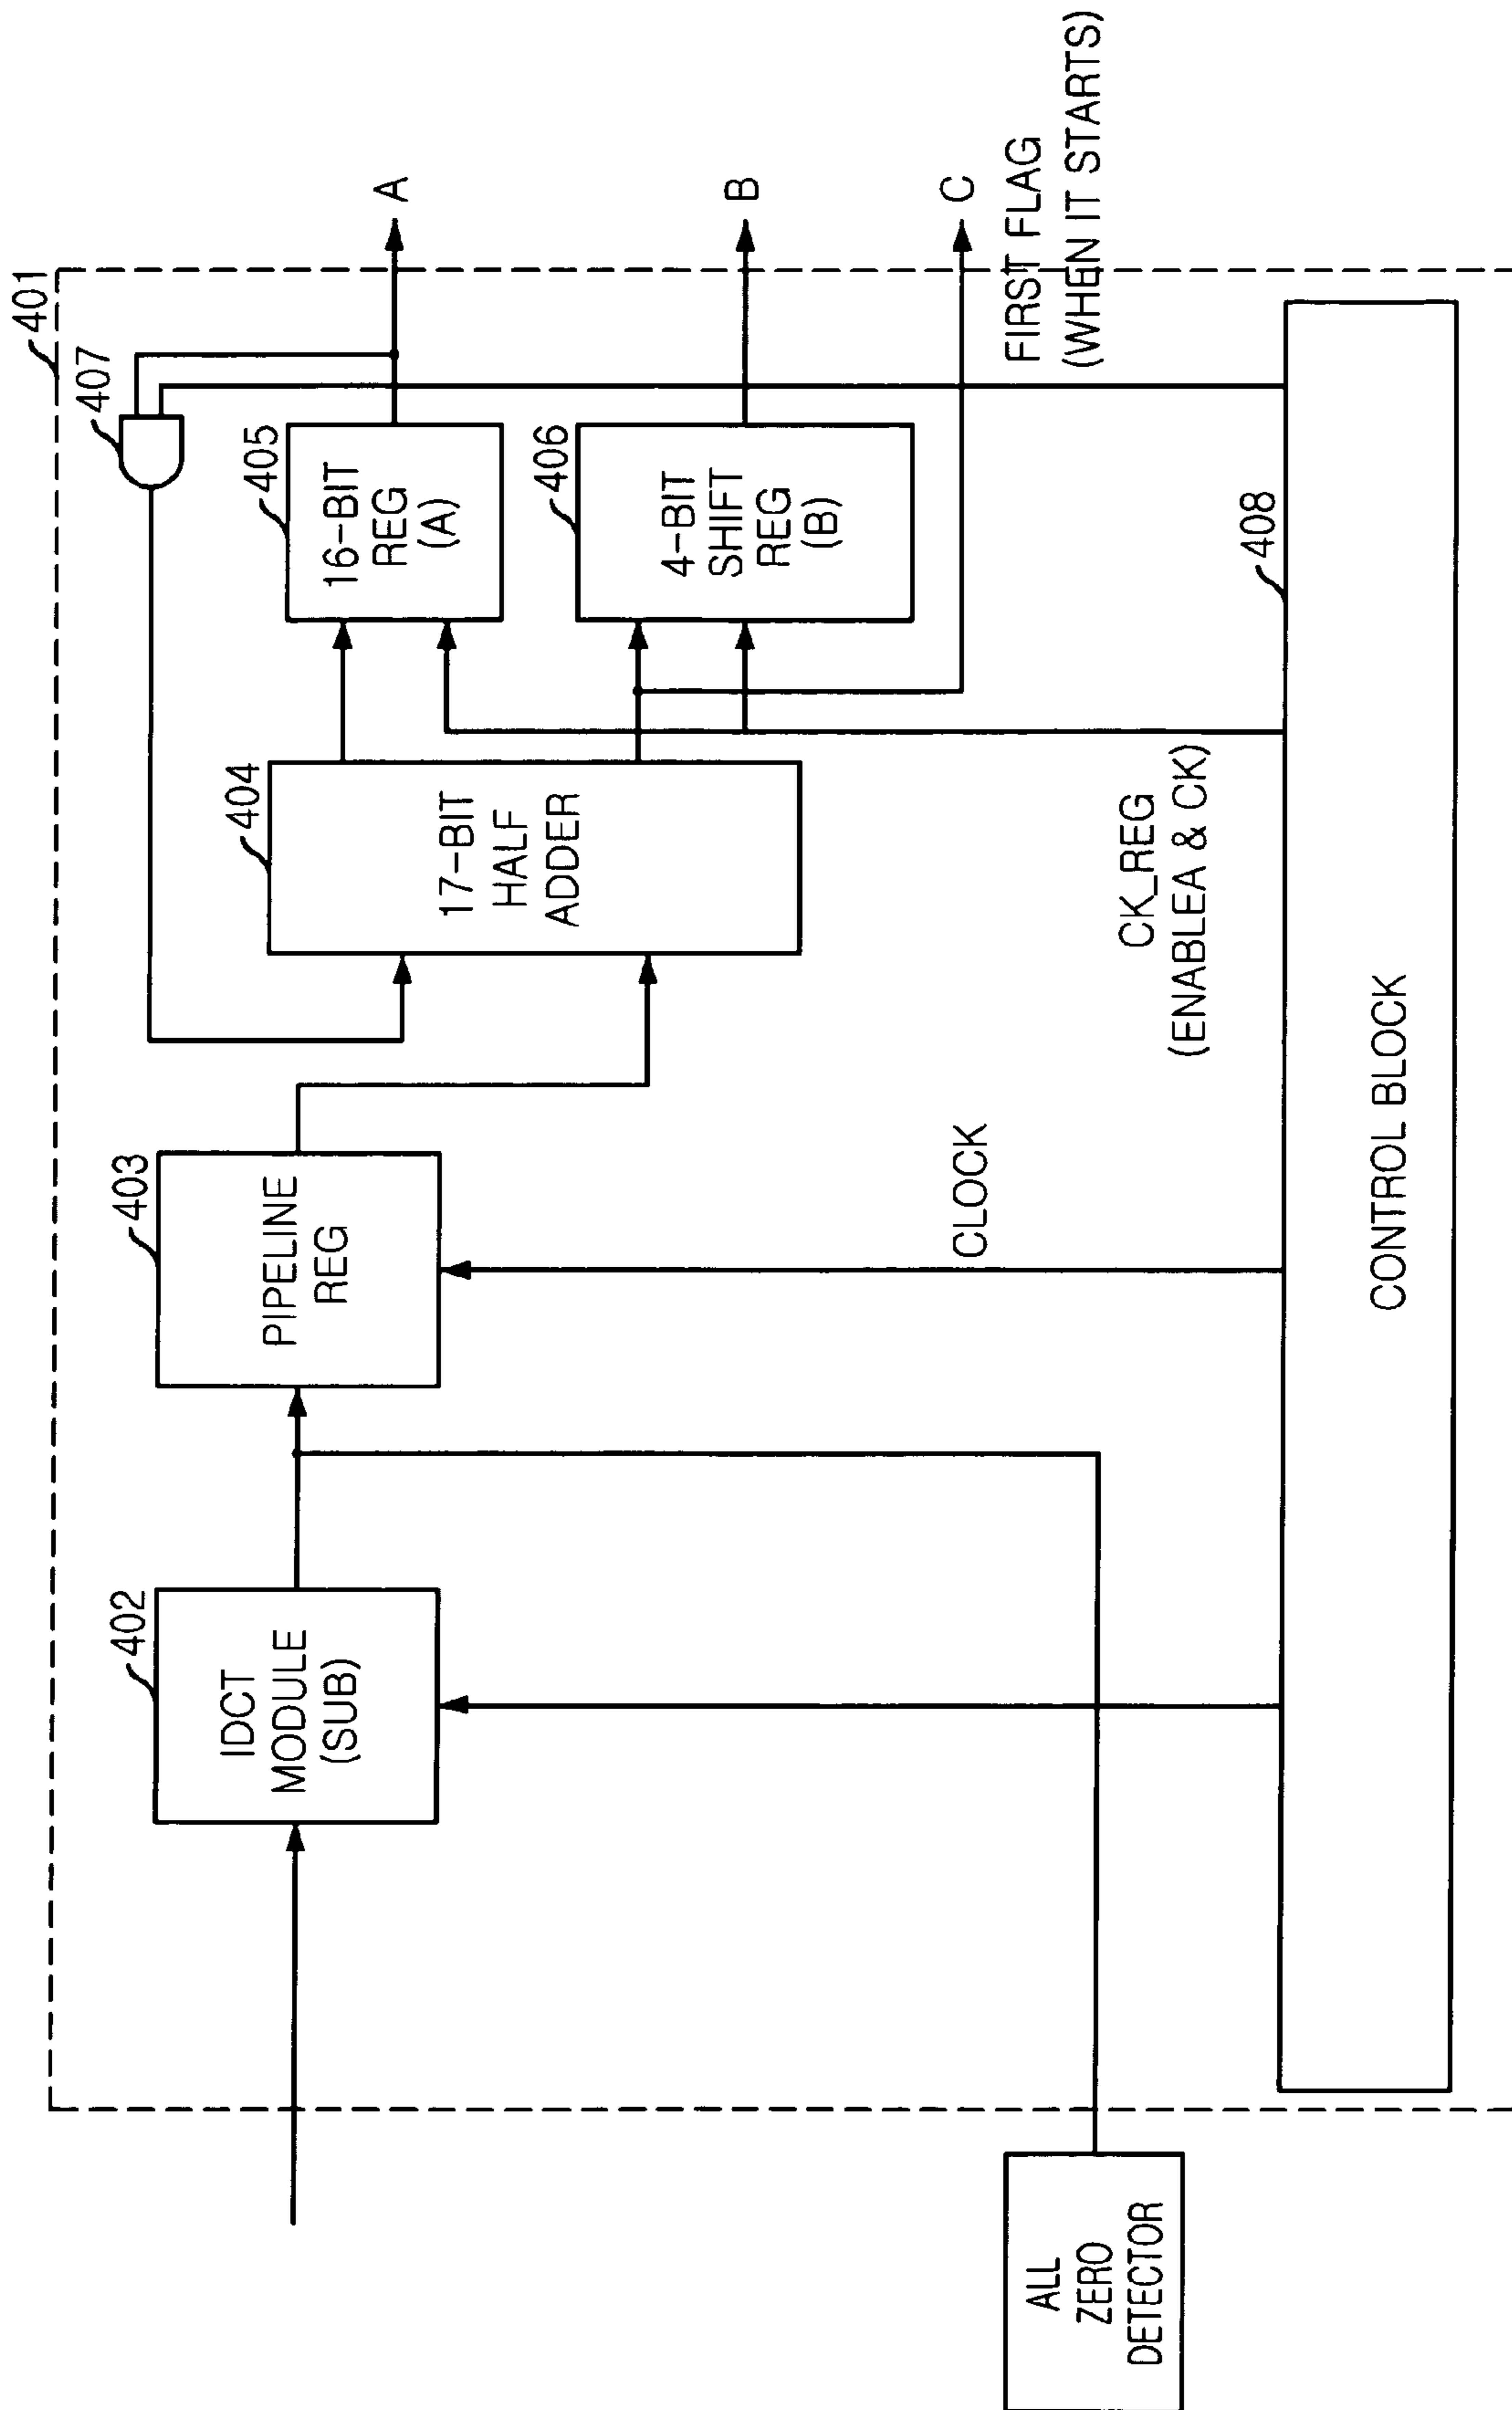 401
402
IDCT
MODULE
(SUB)
403
PIPELINE
REG
404
17-BIT
HALF
ADDER
405
16-BIT
REG
(A)
406
4-BIT
SHIFT
REG
(B)
407
A
B
C
FIRST FLAG
(WHEN IT STARTS)
CLOCK
CK_REG
(ENABLEA & CK)
408
CONTROL BLOCK
ALL
ZERO
DETECTOR